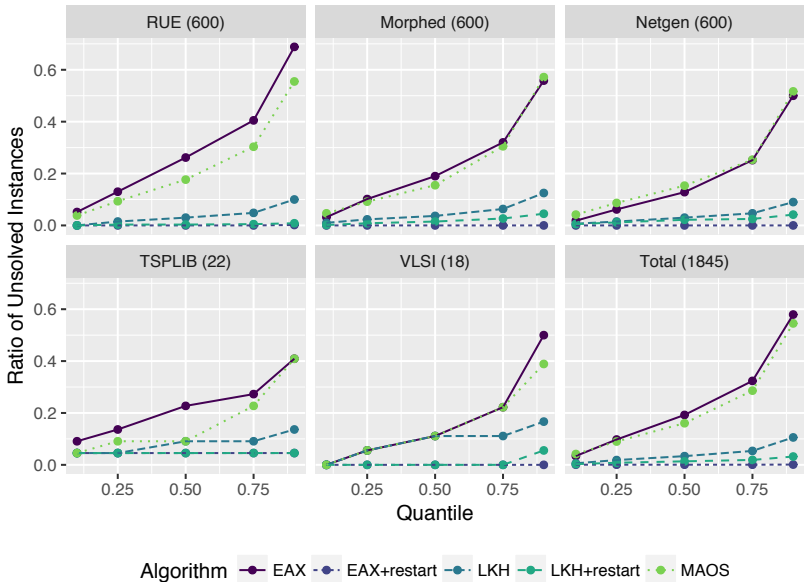 RUE (600) Morphed (600) Netgen (600)
0.6
0.4
0.2
0.0
TSPLIB (22) VLSI (18) Total (1845)
0.6
0.4
0.2
0.0
0.25 0.50 0.75 0.25 0.50 0.75 0.25 0.50 0.75
Ratio of Unsolved Instances
Quantile
Algorithm EAX EAX+restart LKH LKH+restart MAOS